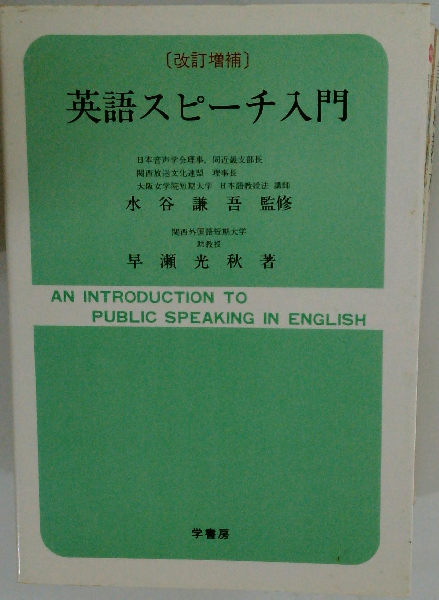 〔改訂増補〕
英語スピーチ入門
日本音声学会理事，同近畿支部長
関西放送文化連盟 理事長
大阪女学院短期大学 日本語教授法 講師
水谷謙吾監修
関西外国語短期大学
助教授
早瀬光秋著
AN INTRODUCTION TO
PUBLIC SPEAKING IN ENGLISH
学書房